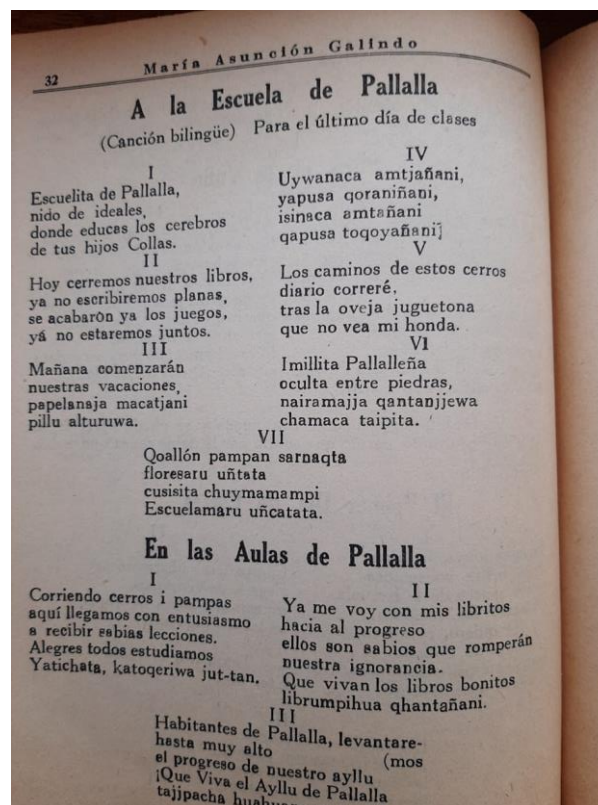 32
María Asunción Galindo
A la Escuela de Pallalla
(Canción bilingüe) Para el último día de clases
I
Escuelita de Pallalla,
nido de ideales,
donde educas los cerebros
de tus hijos Collas.
II
Hoy cerremos nuestros libros,
ya no escribiremos planas,
se acabaron ya los juegos,
yá no estaremos juntos.
III
Mañana comenzarán
nuestras vacaciones,
papelanaja macatjani
pillu alturuwa.
IV
Uywanaca amtjañani,
yapusa qoraniñani,
isinaca amtañani
qapusa toqoyañani;
V
Los caminos de estos cerros
diario correré,
tras la oveja juguetona
que no vea mi honda.
VI
Imillita Pallalleña
oculta entre piedras,
nairamajja qantanjjewa
chamaca taipita.
VII
Qoallón pampan sarnaqta
floresaru uñtata
cusisita chuymamampi
Escuelamaru uñcatata.
En las Aulas de Pallalla
I
Corriendo cerros i pampas
aquí llegamos con entusiasmo
a recibir sabias lecciones.
Alegres todos estudiamos
Yatichata, katoqeriwa jut-tan.
II
Ya me voy con mis libritos
hacia al progreso
ellos son sabios que romperán
nuestra ignorancia.
Que vivan los libros bonitos
librumpihua qhantañani.
III
Habitantes de Pallalla, levantare-
hasta muy alto (mos
el progreso de nuestro ayllu
¡Que Viva el Ayllu de Pallalla
tajjpacha